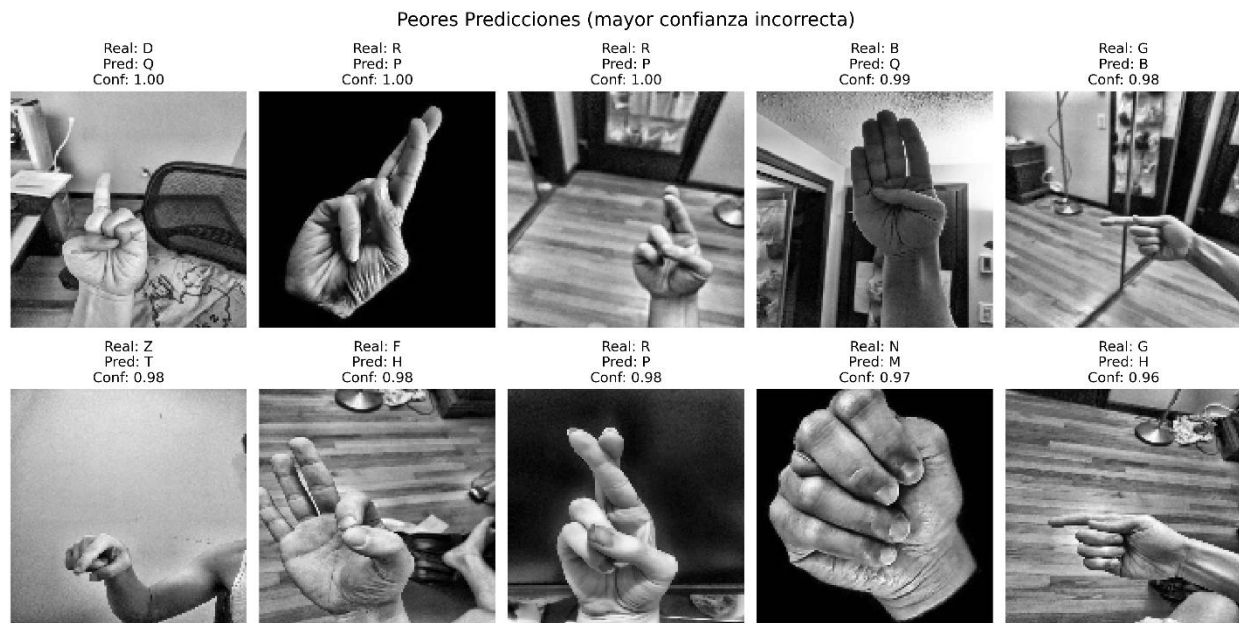 Peores Predicciones (mayor confianza incorrecta)
Real: D
Pred: Q
Conf: 1.00
Real: R
Pred: P
Conf: 1.00
Real: R
Pred: P
Conf: 1.00
Real: B
Pred: Q
Conf: 0.99
Real: G
Pred: B
Conf: 0.98
Real: Z
Pred: T
Conf: 0.98
Real: F
Pred: H
Conf: 0.98
Real: R
Pred: P
Conf: 0.98
Real: N
Pred: M
Conf: 0.97
Real: G
Pred: H
Conf: 0.96